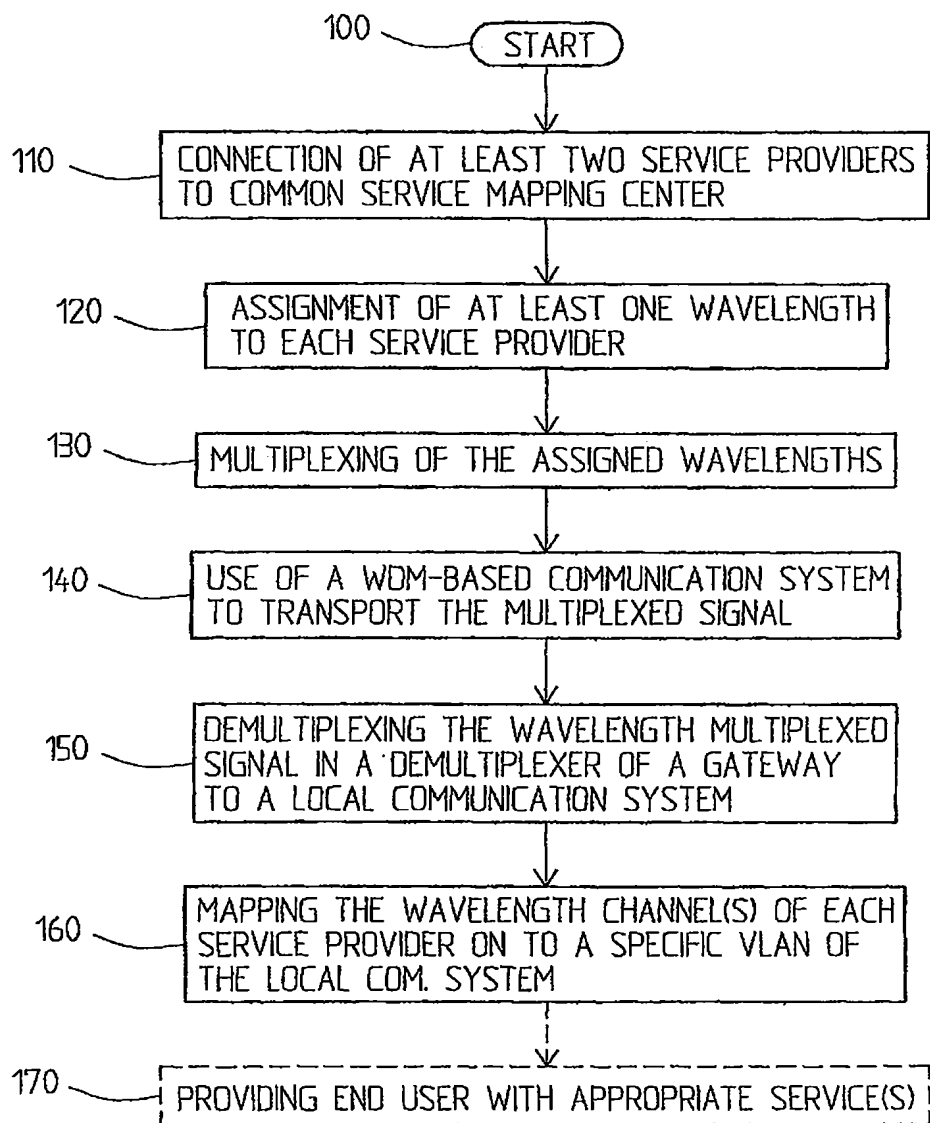 100
START
110
CONNECTION OF AT LEAST TWO SERVICE PROVIDERS
TO COMMON SERVICE MAPPING CENTER
120
ASSIGNMENT OF AT LEAST ONE WAVELENGTH
TO EACH SERVICE PROVIDER
130
MULTIPLEXING OF THE ASSIGNED WAVELENGTHS
140
USE OF A WDM-BASED COMMUNICATION SYSTEM
TO TRANSPORT THE MULTIPLEXED SIGNAL
150
DEMULTIPLEXING THE WAVELENGTH MULTIPLEXED
SIGNAL IN A DEMULTIPLEXER OF A GATEWAY
TO A LOCAL COMMUNICATION SYSTEM
160
MAPPING THE WAVELENGTH CHANNEL(S) OF EACH
SERVICE PROVIDER ON TO A SPECIFIC VLAN OF
THE LOCAL COM. SYSTEM
170
PROVIDING END USER WITH APPROPRIATE SERVICE(S)